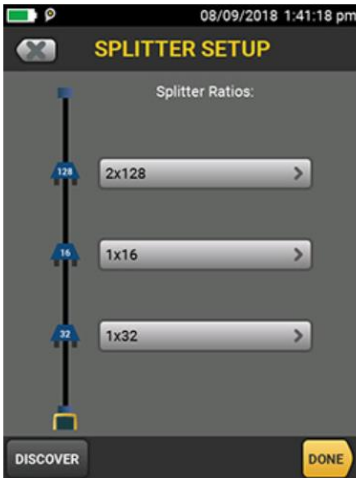 08/09/2018 1:41:18 pm
SPLITTER SETUP
Splitter Ratios:
128
2x128
16
1x16
32
1x32
DISCOVER
DONE